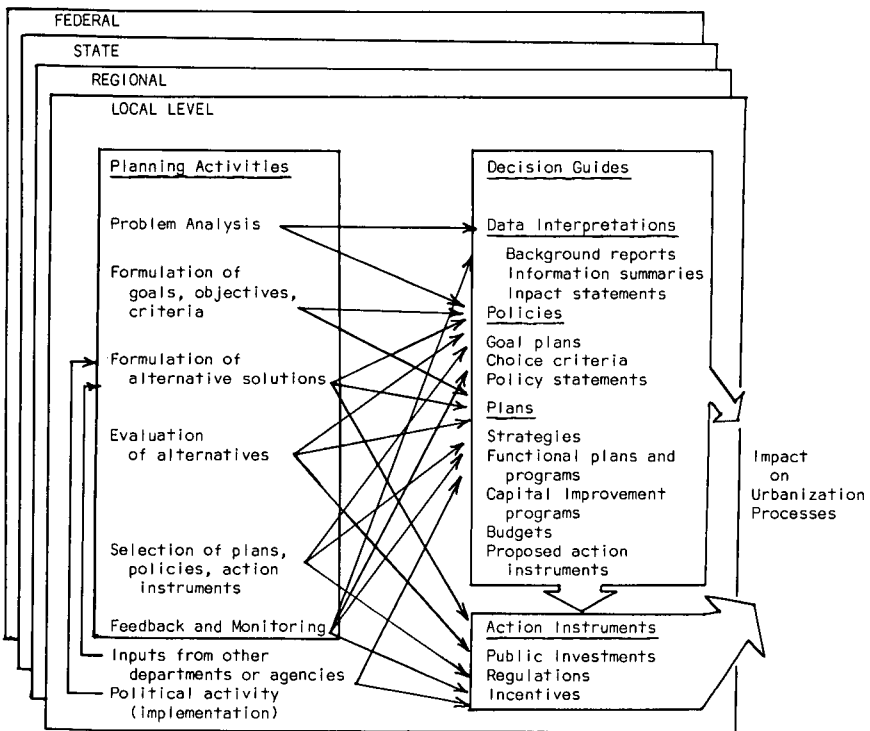 FEDERAL
STATE
REGIONAL
LOCAL LEVEL
Planning Activities
Problem Analysis
Formulation of
goals, objectives,
criteria
Formulation of
alternative solutions
Evaluation
of alternatives
Selection of plans,
policies, action
instruments
Feedback and Monitoring
Inputs from other
departments or agencies
Political activity
(implementation)
Decision Guides
Data Interpretations
Background reports
Information summaries
Inpact statements
Policies
Goal plans
Choice criteria
Policy statements
Plans
Strategies
Functional plans and
programs
Capital Improvement
programs
Budgets
Proposed action
instruments
Action Instruments
Public Investments
Regulations
Incentives
Impact
on
Urbanization
Processes